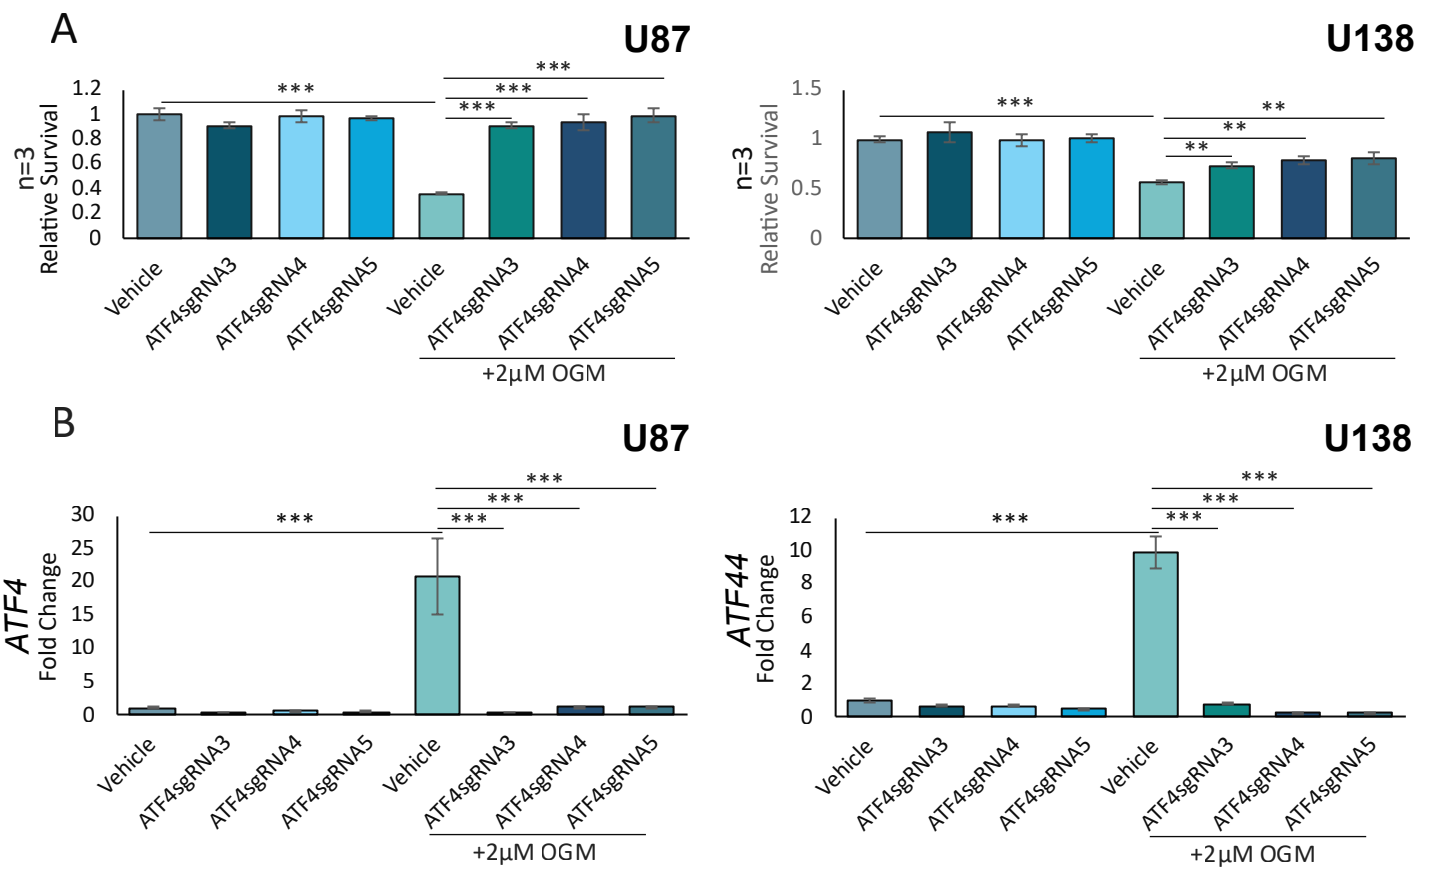 A
U87
U138
n=3
Relative Survival
1.2
1
0.8
0.6
0.4
0.2
0
***
***
***
***
Vehicle
ATF4sgRNA3
ATF4sgRNA4
ATF4sgRNA5
Vehicle
ATF4sgRNA3
ATF4sgRNA4
ATF4sgRNA5
+2μM OGM
n=3
Relative Survival
1.5
1
0.5
0
***
**
**
**
Vehicle
ATF4sgRNA3
ATF4sgRNA4
ATF4sgRNA5
Vehicle
ATF4sgRNA3
ATF4sgRNA4
ATF4sgRNA5
+2μM OGM
B
U87
U138
ATF4
Fold Change
30
25
20
15
10
5
0
***
***
***
***
Vehicle
ATF4sgRNA3
ATF4sgRNA4
ATF4sgRNA5
Vehicle
ATF4sgRNA3
ATF4sgRNA4
ATF4sgRNA5
+2μM OGM
ATF44
Fold Change
12
10
8
6
4
2
0
***
***
***
***
Vehicle
ATF4sgRNA3
ATF4sgRNA4
ATF4sgRNA5
Vehicle
ATF4sgRNA3
ATF4sgRNA4
ATF4sgRNA5
+2μM OGM